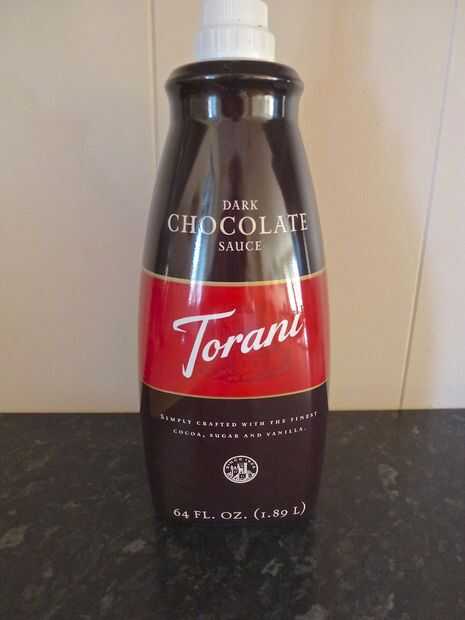 DARK
CHOCOLATE
SAUCE
Torani
SIMPLY CRAFTED WITH THE FINEST
COCOA, SUGAR AND VANILLA.
64 FL. OZ. (1.89 L)